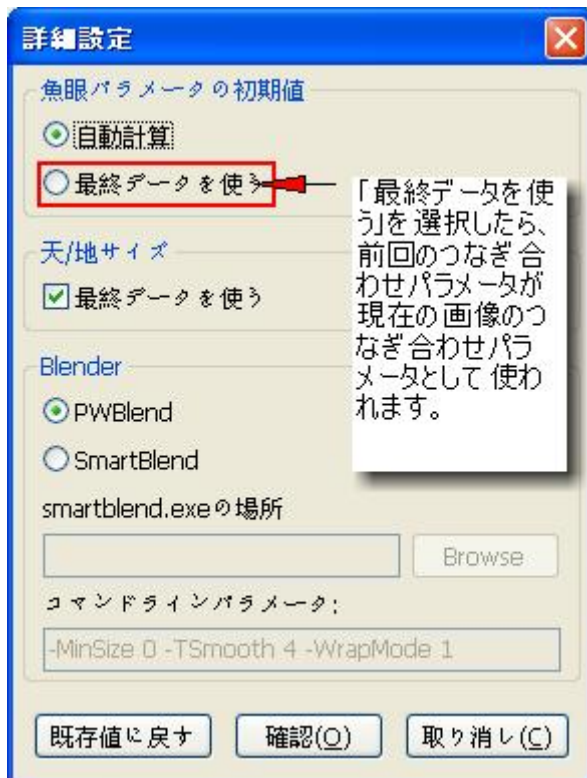 詳細設定
魚眼パラメータの初期値
自動計算
最終データを使う
「最終データを使
う」を選択したら、
前回のつなぎ合
わせパラメータが
現在の画像のつ
なぎ合わせパラ
メータとして使わ
れます。
天/地サイズ
最終データを使う
Blender
PWBlend
SmartBlend
smartblend.exeの場所
Browse
コマンドラインパラメータ:
-MinSize 0 -TSmooth 4 -WrapMode 1
既存値に戻す
確認(O)
取り消し(C)